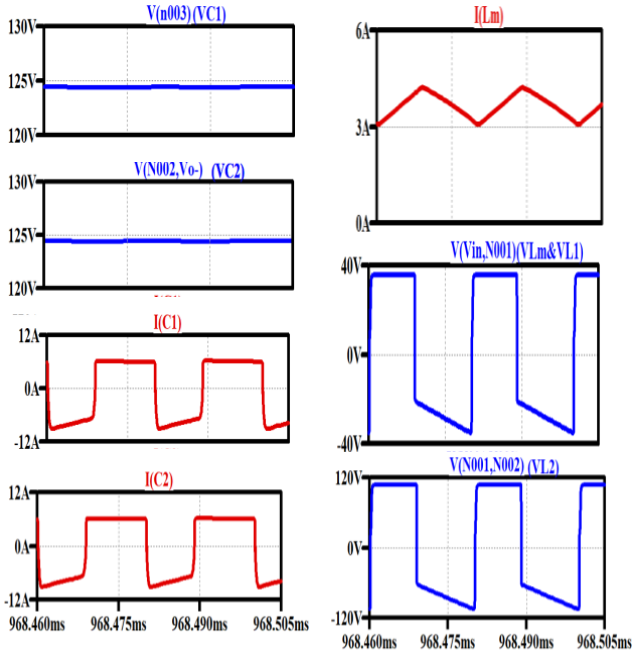 V(n003)(VC1)
130V
125V
120V
V(N002,Vo-) (VC2)
130V
125V
120V
I(C1)
12A
0A
-12A
I(C2)
12A
0A
-12A
968.460ms 968.475ms 968.490ms 968.505ms
I(Lm)
6A
3A
0A
V(Vin,N001)(VLm&VL1)
40V
0V
-40V
V(N001,N002) (VL2)
120V
0V
-120V
968.460ms 968.475ms 968.490ms 968.505ms